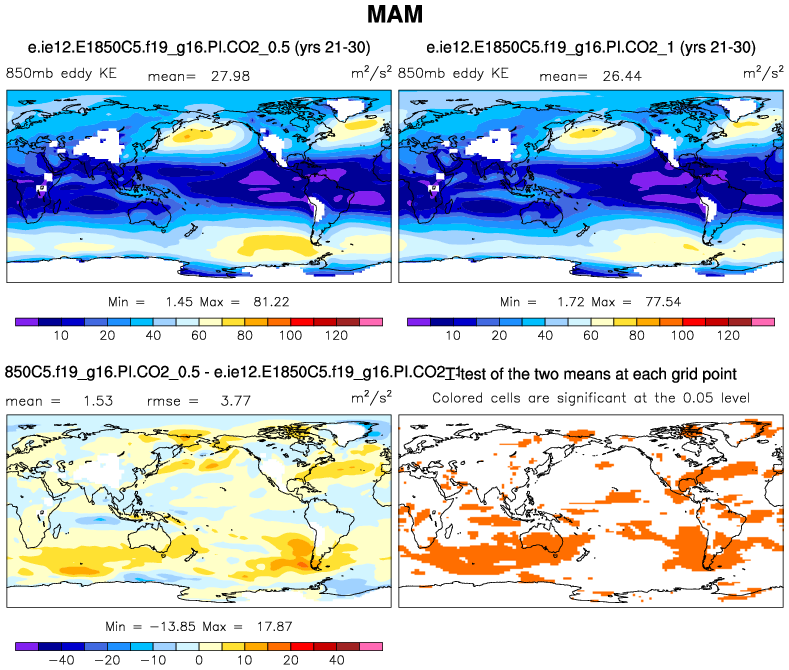 MAM
e.ie12.E1850C5.f19_g16.PI.CO2_0.5 (yrs 21-30)
850mb eddy KE mean= 27.98 m²/s²
e.ie12.E1850C5.f19_g16.PI.CO2_1 (yrs 21-30)
850mb eddy KE mean= 26.44 m²/s²
Min = 1.45 Max = 81.22
10 20 40 60 80 100 120
Min = 1.72 Max = 77.54
10 20 40 60 80 100 120
850C5.f19_g16.PI.CO2_0.5 - e.ie12.E1850C5.f19_g16.PI.CO2_1
mean = 1.53 rmse = 3.77 m²/s²
T-test of the two means at each grid point
Colored cells are significant at the 0.05 level
Min = -13.85 Max = 17.87
-40 -20 -10 0 10 20 40